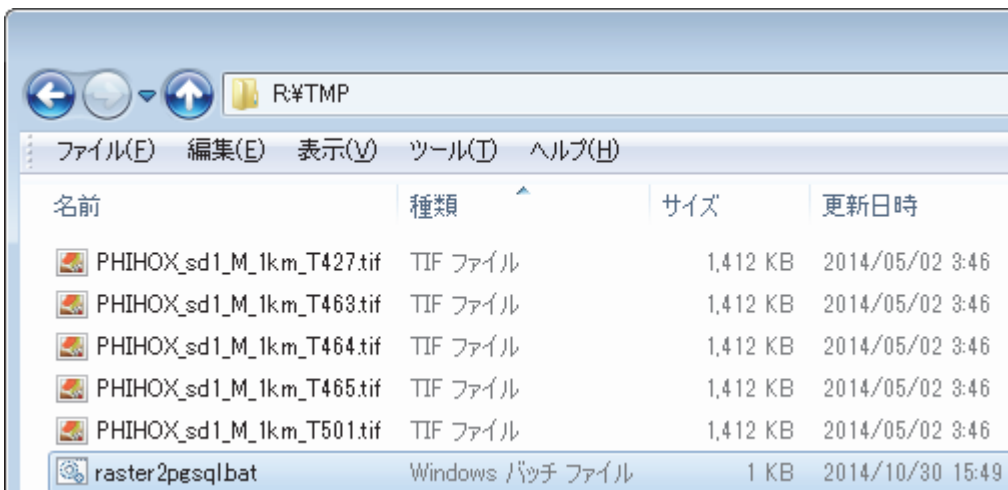 R:¥TMP
ファイル(F) 編集(E) 表示(V) ツール(T) ヘルプ(H)
名前 種類 サイズ 更新日時
PHIHOX_sd1_M_1km_T427.tif TIF ファイル 1,412 KB 2014/05/02 3:46
PHIHOX_sd1_M_1km_T463.tif TIF ファイル 1,412 KB 2014/05/02 3:46
PHIHOX_sd1_M_1km_T464.tif TIF ファイル 1,412 KB 2014/05/02 3:46
PHIHOX_sd1_M_1km_T465.tif TIF ファイル 1,412 KB 2014/05/02 3:46
PHIHOX_sd1_M_1km_T501.tif TIF ファイル 1,412 KB 2014/05/02 3:46
raster2pgsql.bat Windows バッチ ファイル 1 KB 2014/10/30 15:49